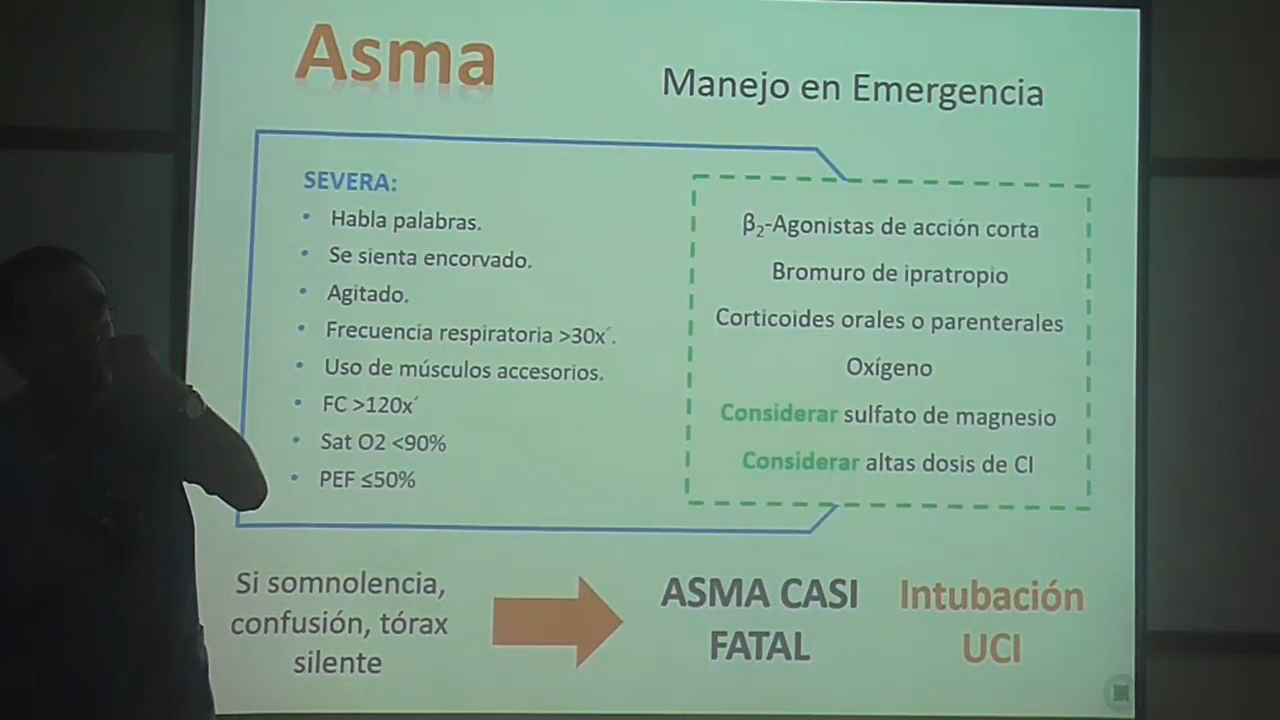 Asma
Manejo en Emergencia
SEVERA:
• Habla palabras.
• Se sienta encorvado.
• Agitado.
• Frecuencia respiratoria >30x´.
• Uso de músculos accesorios.
• FC >120x´
• Sat O2 <90%
• PEF ≤50%
β₂-Agonistas de acción corta
Bromuro de ipratropio
Corticoides orales o parenterales
Oxígeno
Considerar sulfato de magnesio
Considerar altas dosis de CI
Si somnolencia,
confusión, tórax
silente
ASMA CASI
FATAL
Intubación
UCI